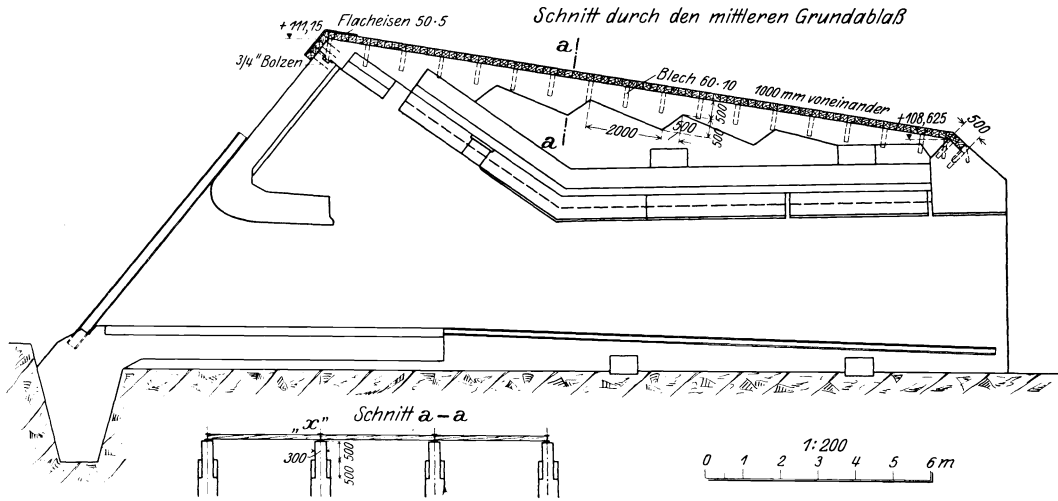 Schnitt durch den mittleren Grundablaß
+111,15
Flacheisen 50·5
3/4" Bolzen
a
Blech 60·10
1000 mm voneinander
500
+108,625
500
2000
500
500
a
Schnitt a-a
„x"
300
500 500
1:200
0 1 2 3 4 5 6 m